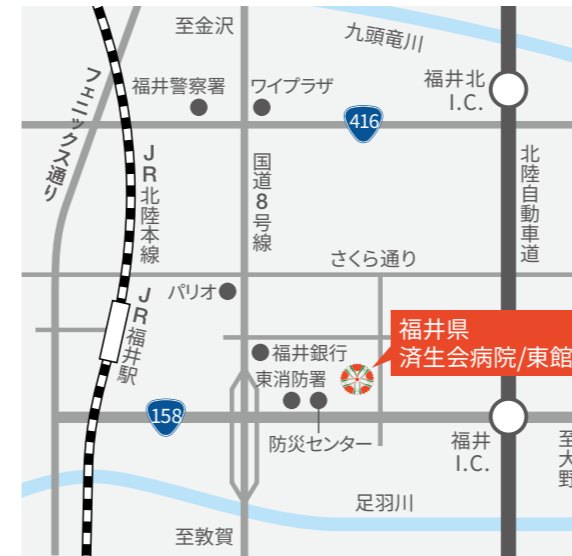 至金沢
九頭竜川
福井警察署
ワイプラザ
福井北
I.C.
416
フェニックス通り
JR北陸本線
国道8号線
北陸自動車道
さくら通り
パリオ
JR福井駅
福井県
済生会病院/東館
福井銀行
東消防署
158
防災センター
福井
I.C.
至大野
足羽川
至敦賀